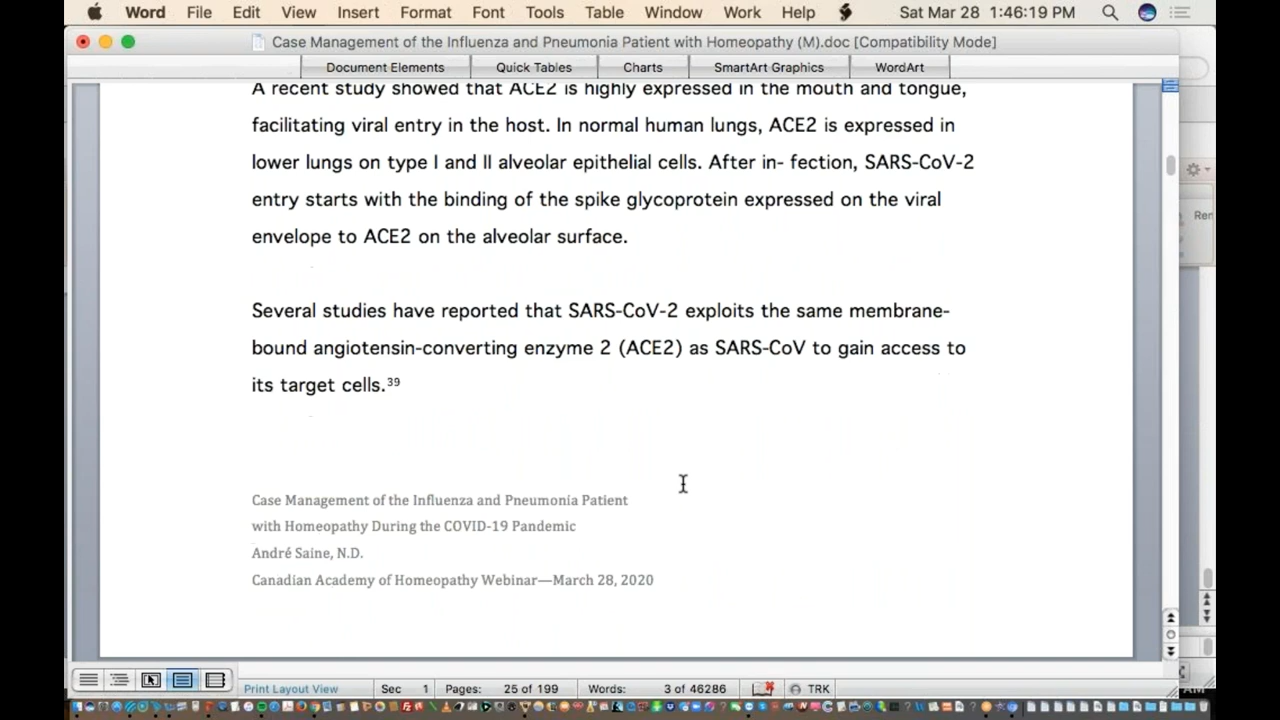 Word File Edit View Insert Format Font Tools Table Window Work Help Sat Mar 28 1:46:19 PM
Case Management of the Influenza and Pneumonia Patient with Homeopathy (M).doc [Compatibility Mode]
Document Elements Quick Tables Charts SmartArt Graphics WordArt
A recent study showed that ACE2 is highly expressed in the mouth and tongue,
facilitating viral entry in the host. In normal human lungs, ACE2 is expressed in
lower lungs on type I and II alveolar epithelial cells. After in- fection, SARS-CoV-2
entry starts with the binding of the spike glycoprotein expressed on the viral
envelope to ACE2 on the alveolar surface.
Several studies have reported that SARS-CoV-2 exploits the same membrane-
bound angiotensin-converting enzyme 2 (ACE2) as SARS-CoV to gain access to
its target cells.³⁹
Case Management of the Influenza and Pneumonia Patient
with Homeopathy During the COVID-19 Pandemic
André Saine, N.D.
Canadian Academy of Homeopathy Webinar—March 28, 2020
Print Layout View Sec 1 Pages: 25 of 199 Words: 3 of 46286 TRK
Ren
AM